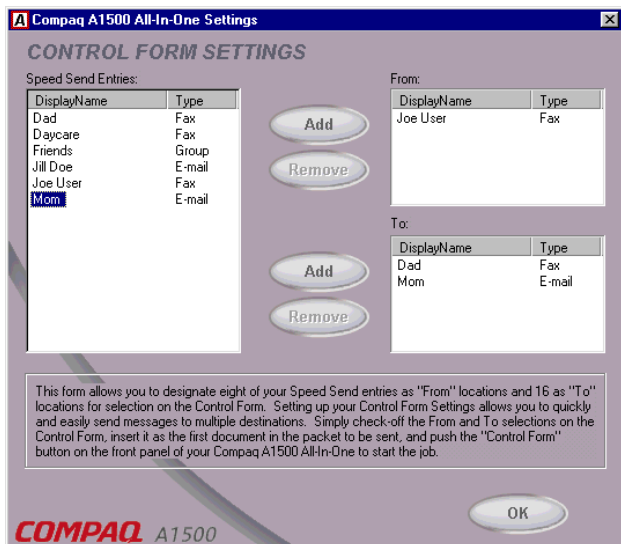 A Compaq A1500 All-In-One Settings
CONTROL FORM SETTINGS
Speed Send Entries:
DisplayName Type
Dad Fax
Daycare Fax
Friends Group
Jill Doe E-mail
Joe User Fax
Mom E-mail
Add
Remove
From:
DisplayName Type
Joe User Fax
Add
Remove
To:
DisplayName Type
Dad Fax
Mom E-mail
This form allows you to designate eight of your Speed Send entries as "From" locations and 16 as "To"
locations for selection on the Control Form. Setting up your Control Form Settings allows you to quickly
and easily send messages to multiple destinations. Simply check-off the From and To selections on the
Control Form, insert it as the first document in the packet to be sent, and push the "Control Form"
button on the front panel of your Compaq A1500 All-In-One to start the job.
OK
COMPAQ A1500